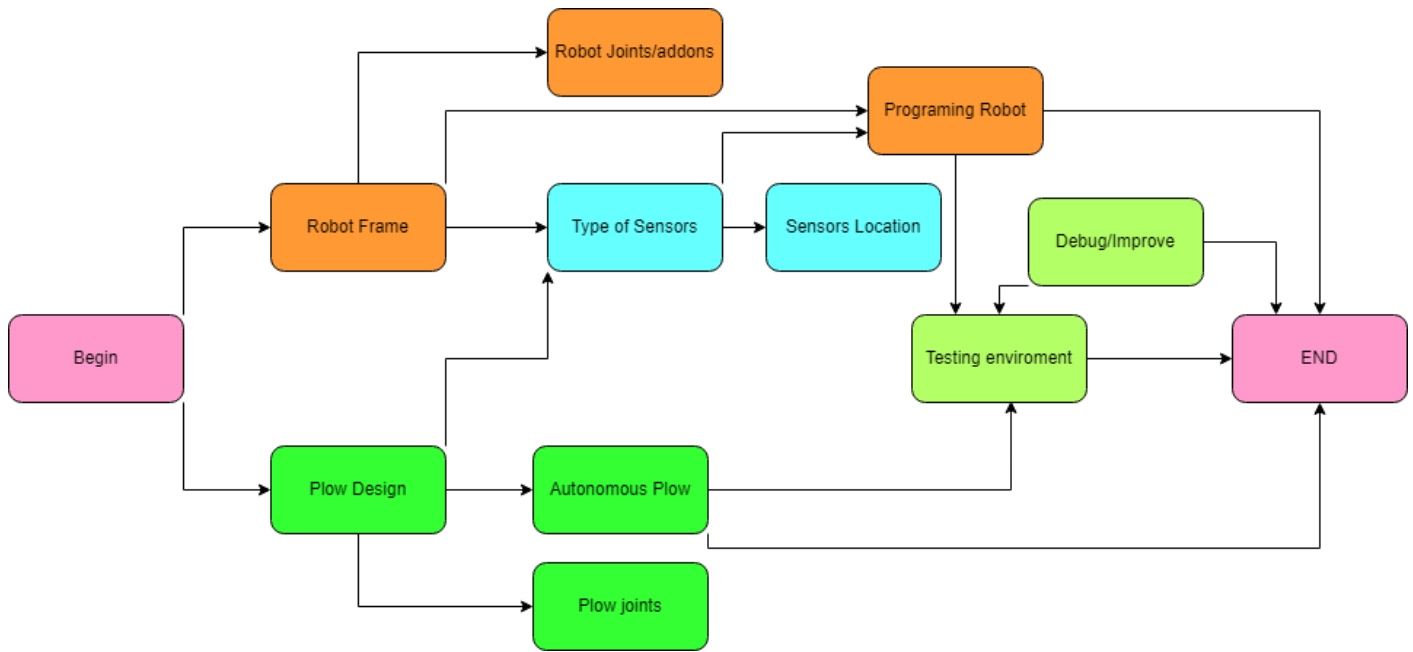 Robot Joints/addons
Programing Robot
Robot Frame
Type of Sensors
Sensors Location
Debug/Improve
Begin
Testing enviroment
END
Plow Design
Autonomous Plow
Plow joints